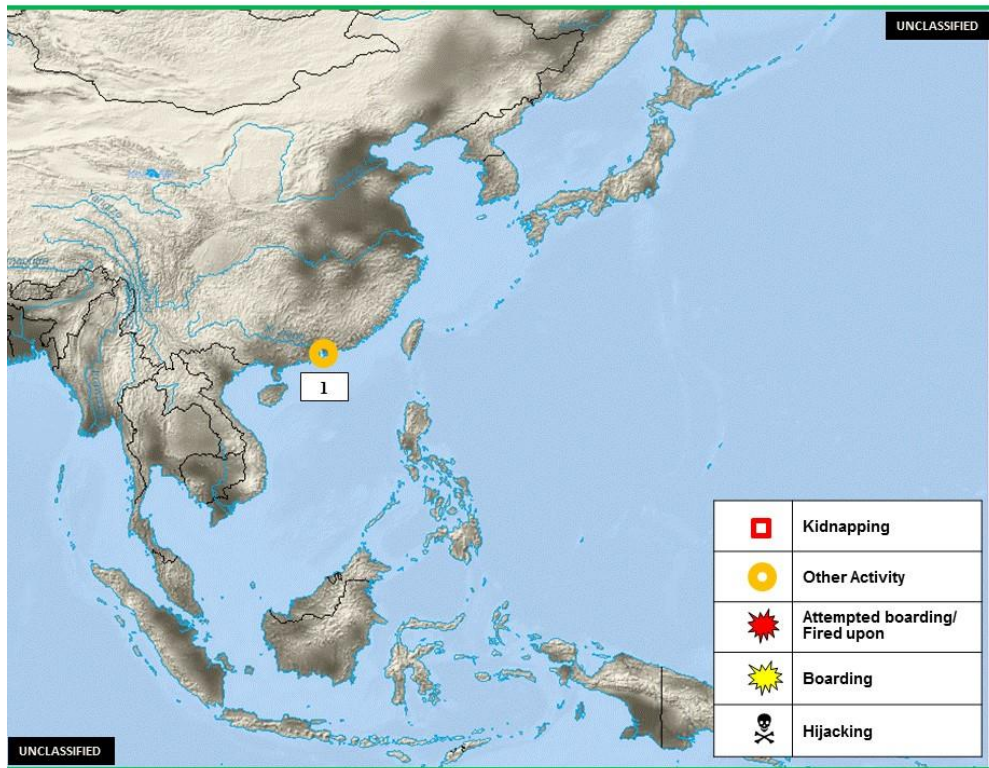 UNCLASSIFIED
1
Kidnapping
Other Activity
Attempted boarding/
Fired upon
Boarding
Hijacking
UNCLASSIFIED